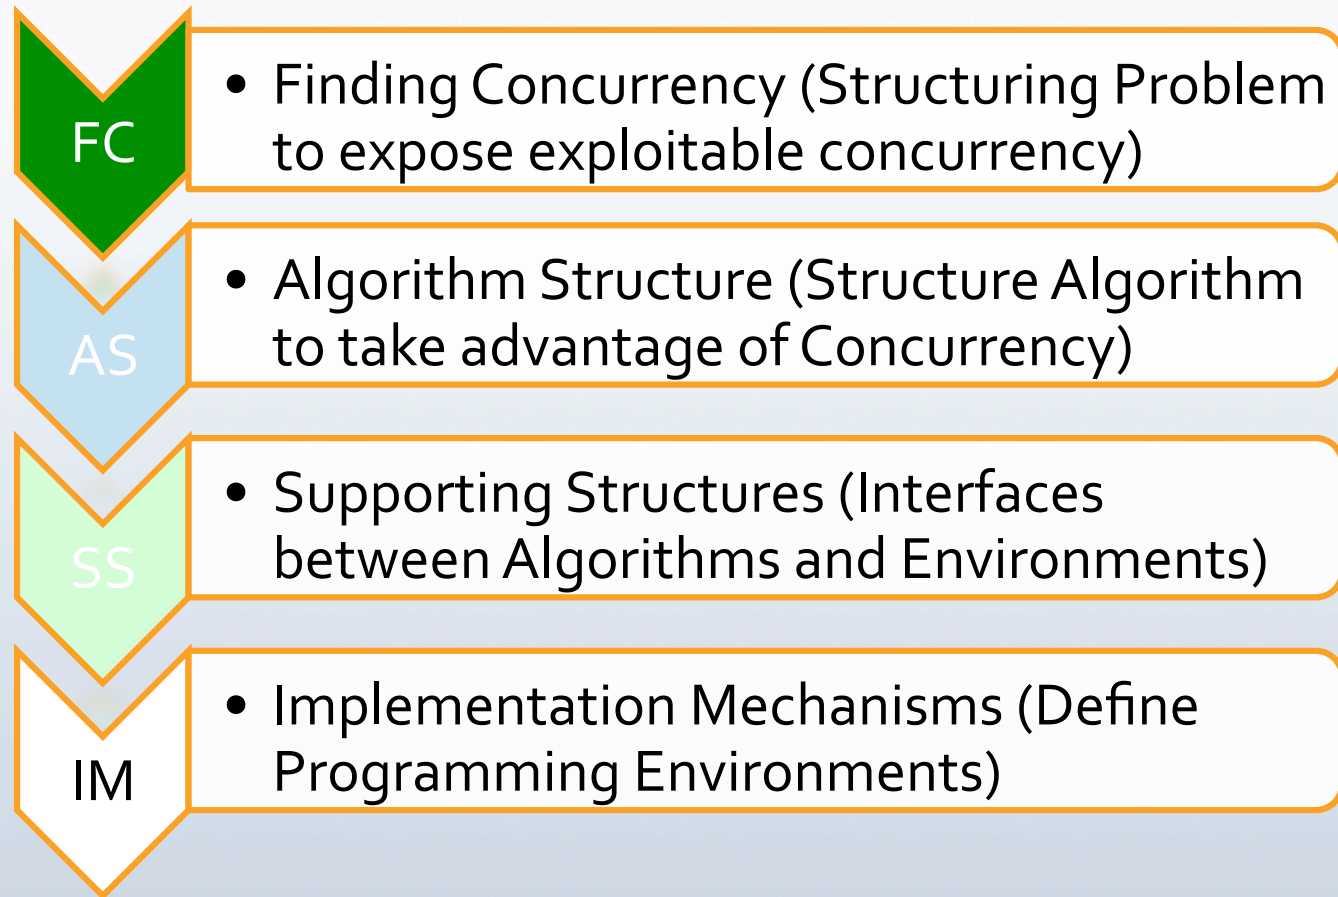 FC
• Finding Concurrency (Structuring Problem
to expose exploitable concurrency)
AS
• Algorithm Structure (Structure Algorithm
to take advantage of Concurrency)
SS
• Supporting Structures (Interfaces
between Algorithms and Environments)
IM
• Implementation Mechanisms (Define
Programming Environments)